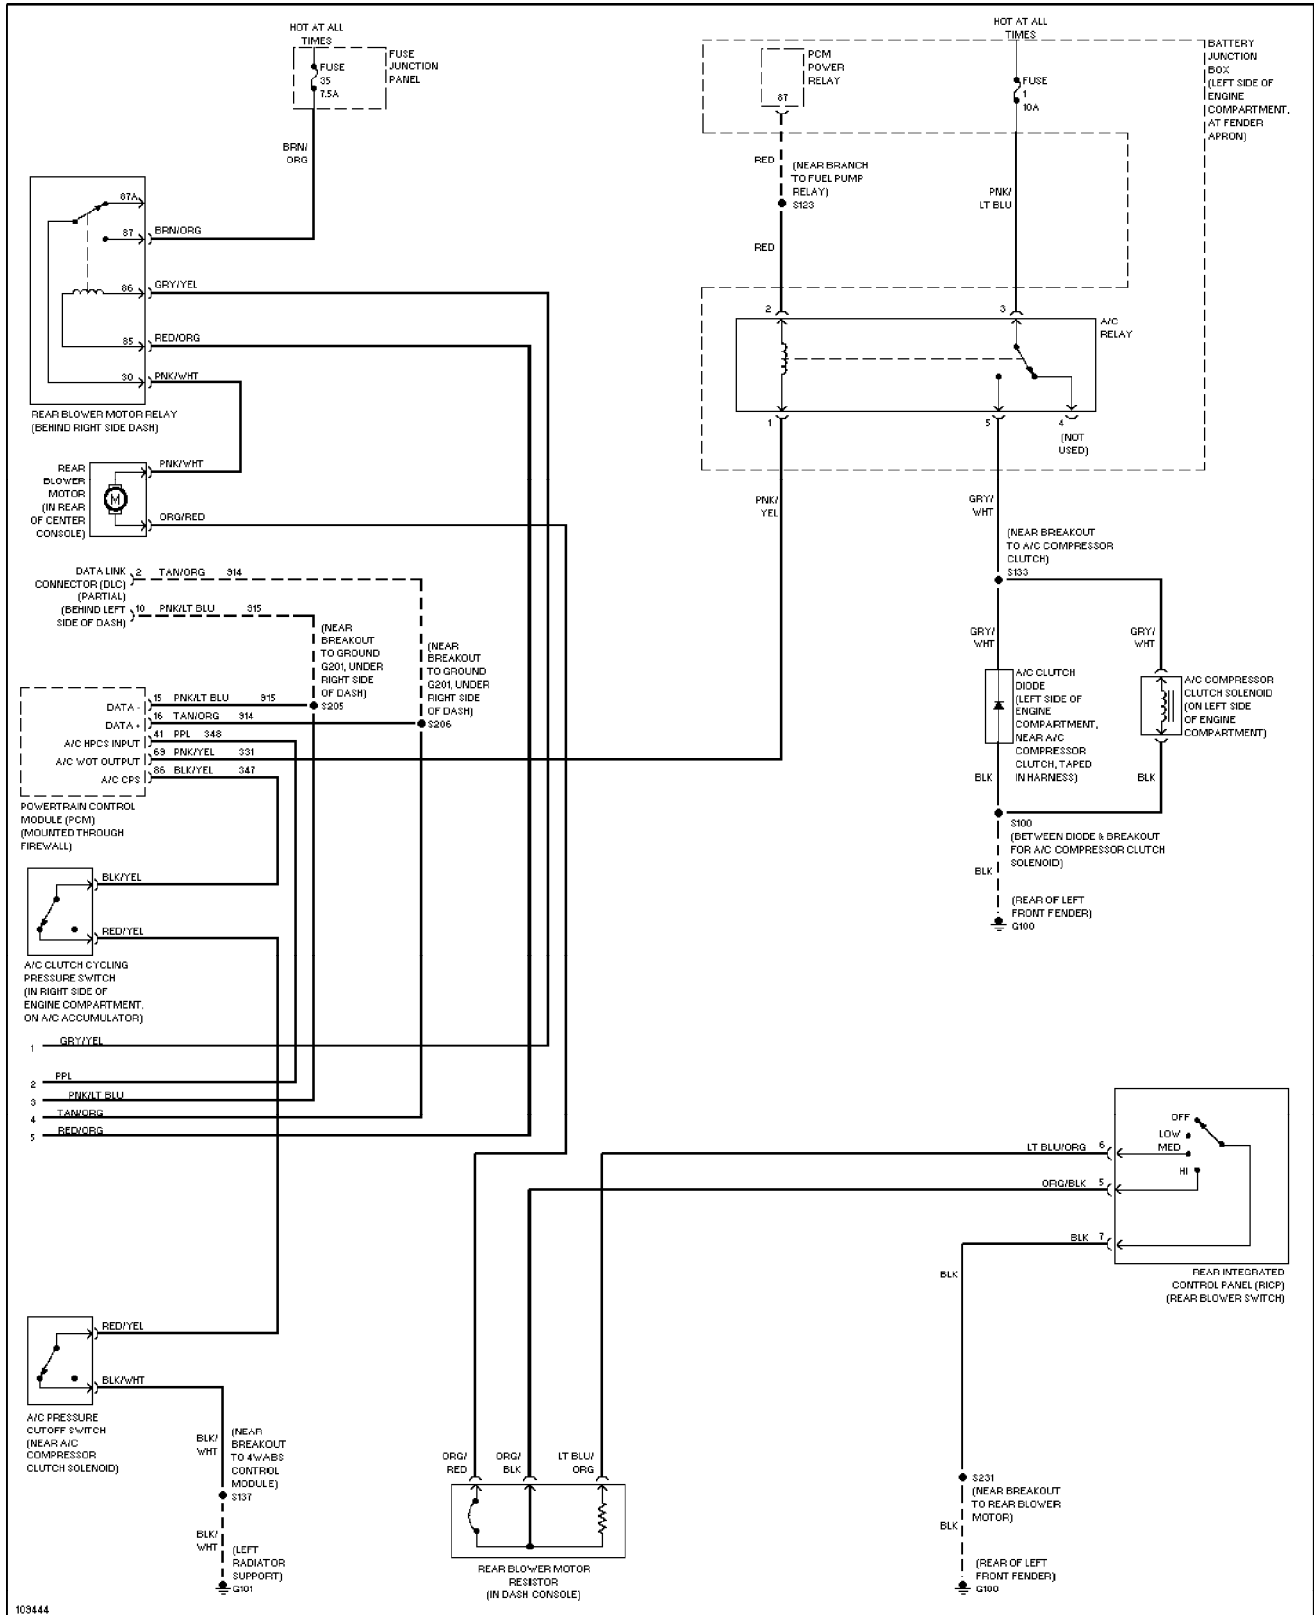 HOT AT ALL
TIMES
FUSE
35
7.5A
FUSE
JUNCTION
PANEL
BRN/
ORG
87A
87
BRN/ORG
86
GRY/YEL
85
RED/ORG
30
PNK/WHT
REAR BLOWER MOTOR RELAY
(BEHIND RIGHT SIDE DASH)
REAR
BLOWER
MOTOR
(IN REAR
OF CENTER
CONSOLE)
M
PNK/WHT
ORG/RED
HOT AT ALL
TIMES
PCM
POWER
RELAY
87
FUSE
1
10A
BATTERY
JUNCTION
BOX
(LEFT SIDE OF
ENGINE
COMPARTMENT,
AT FENDER
APRON)
RED
(NEAR BRANCH
TO FUEL PUMP
RELAY)
S123
PNK/
LT BLU
RED
2
3
A/C
RELAY
1
5
4
(NOT
USED)
PNK/
YEL
GRY/
WHT
(NEAR BREAKOUT
TO A/C COMPRESSOR
CLUTCH)
S133
GRY/
WHT
GRY/
WHT
A/C CLUTCH
DIODE
(LEFT SIDE OF
ENGINE
COMPARTMENT,
NEAR A/C
COMPRESSOR
CLUTCH, TAPED
IN HARNESS)
A/C COMPRESSOR
CLUTCH SOLENOID
(ON LEFT SIDE
OF ENGINE
COMPARTMENT)
BLK
BLK
S100
(BETWEEN DIODE & BREAKOUT
FOR A/C COMPRESSOR CLUTCH
SOLENOID)
BLK
(REAR OF LEFT
FRONT FENDER)
G100
DATA LINK
CONNECTOR (DLC)
(PARTIAL)
(BEHIND LEFT
SIDE OF DASH)
2 TAN/ORG 914
10 PNK/LT BLU 915
(NEAR
BREAKOUT
TO GROUND
G201, UNDER
RIGHT SIDE
OF DASH)
S205
(NEAR
BREAKOUT
TO GROUND
G201, UNDER
RIGHT SIDE
OF DASH)
S206
DATA - 15 PNK/LT BLU 915
DATA + 16 TAN/ORG 914
A/C HPCS INPUT 41 PPL 348
A/C WOT OUTPUT 69 PNK/YEL 331
A/C CPS 86 BLK/YEL 347
POWERTRAIN CONTROL
MODULE (PCM)
(MOUNTED THROUGH
FIREWALL)
BLK/YEL
RED/YEL
A/C CLUTCH CYCLING
PRESSURE SWITCH
(IN RIGHT SIDE OF
ENGINE COMPARTMENT,
ON A/C ACCUMULATOR)
1 GRY/YEL
2 PPL
3 PNK/LT BLU
4 TAN/ORG
5 RED/ORG
RED/YEL
BLK/WHT
A/C PRESSURE
CUTOFF SWITCH
(NEAR A/C
COMPRESSOR
CLUTCH SOLENOID)
BLK/
WHT
(NEAR
BREAKOUT
TO 4WABS
CONTROL
MODULE)
S137
BLK/
WHT
(LEFT
RADIATOR
SUPPORT)
G101
ORG/
RED
ORG/
BLK
LT BLU/
ORG
REAR BLOWER MOTOR
RESISTOR
(IN DASH CONSOLE)
OFF
LOW
MED
HI
LT BLU/ORG 6
ORG/BLK 5
BLK 7
REAR INTEGRATED
CONTROL PANEL (RICP)
(REAR BLOWER SWITCH)
BLK
S231
(NEAR BREAKOUT
TO REAR BLOWER
MOTOR)
BLK
(REAR OF LEFT
FRONT FENDER)
G100
109444